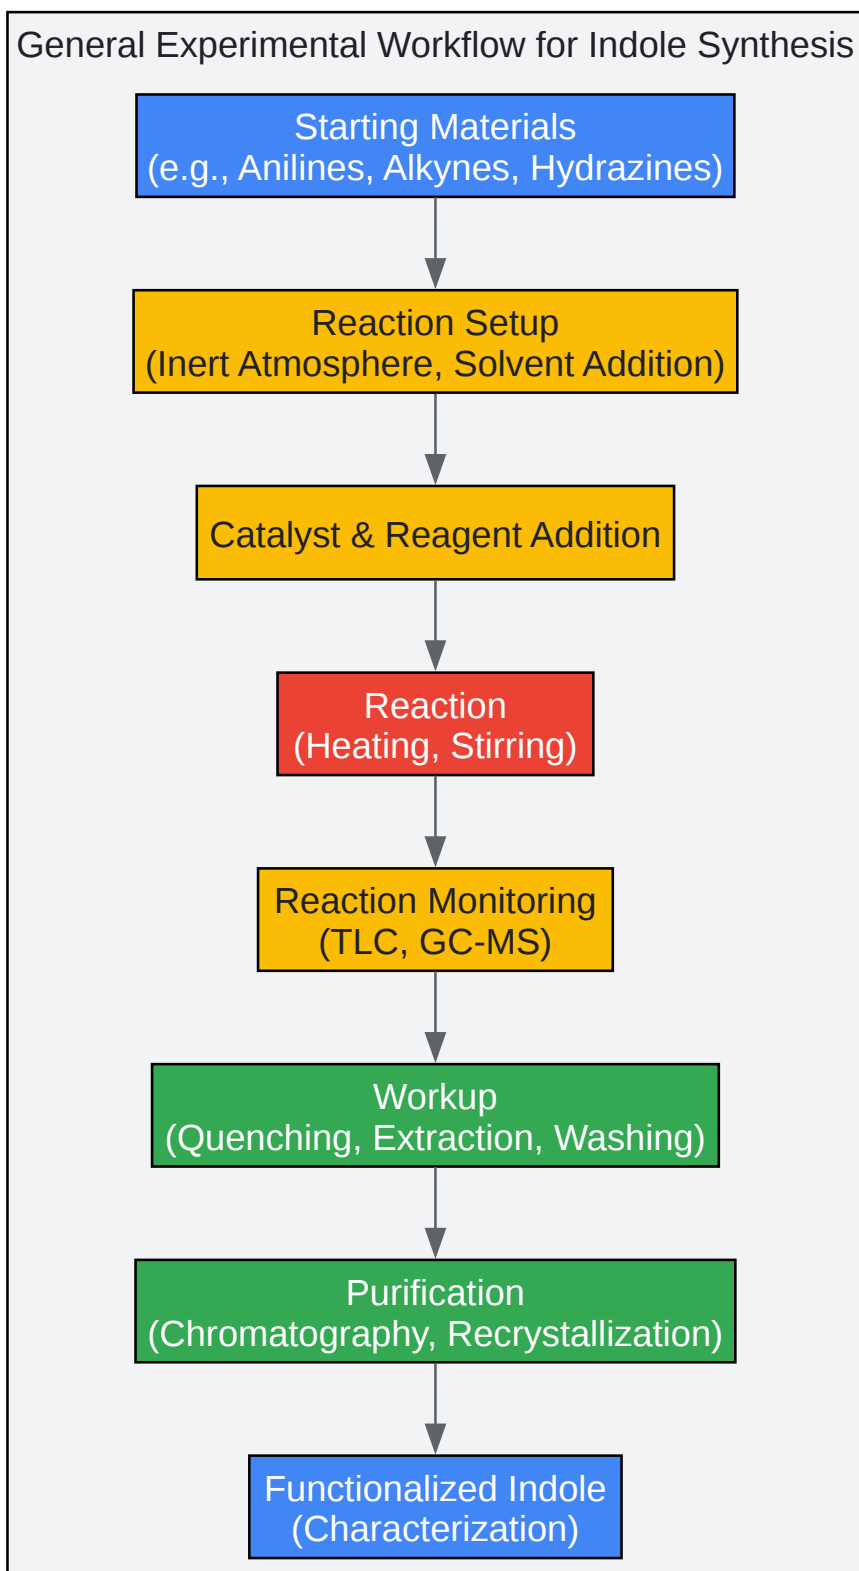 General Experimental Workflow for Indole Synthesis
Starting Materials
(e.g., Anilines, Alkynes, Hydrazines)
Reaction Setup
(Inert Atmosphere, Solvent Addition)
Catalyst & Reagent Addition
Reaction
(Heating, Stirring)
Reaction Monitoring
(TLC, GC-MS)
Workup
(Quenching, Extraction, Washing)
Purification
(Chromatography, Recrystallization)
Functionalized Indole
(Characterization)